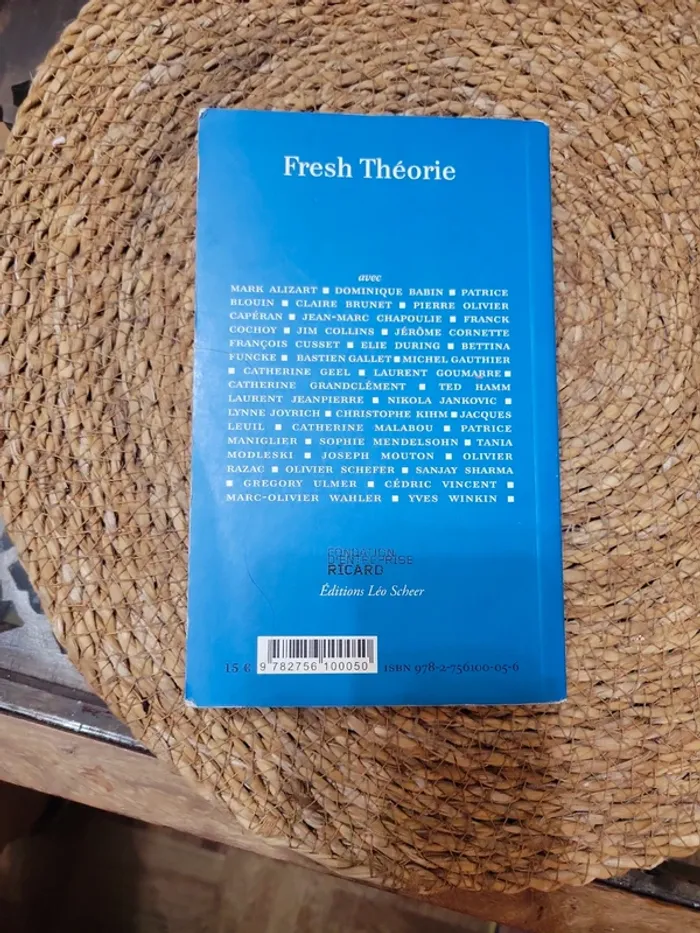 Fresh Théorie
avec
MARK ALIZART ■ DOMINIQUE BABIN ■ PATRICE
BLOUIN ■ CLAIRE BRUNET ■ PIERRE OLIVIER
CAPÉRAN ■ JEAN-MARC CHAPOULIE ■ FRANCK
COCHOY ■ JIM COLLINS ■ JÉRÔME CORNETTE
FRANÇOIS CUSSET ■ ELIE DURING ■ BETTINA
FUNCKE ■ BASTIEN GALLET ■ MICHEL GAUTHIER
■ CATHERINE GEEL ■ LAURENT GOUMARRE ■
CATHERINE GRANDCLÉMENT ■ TED HAMM
LAURENT JEANPIERRE ■ NIKOLA JANKOVIC ■
LYNNE JOYRICH ■ CHRISTOPHE KIHM ■ JACQUES
LEUIL ■ CATHERINE MALABOU ■ PATRICE
MANIGLIER ■ SOPHIE MENDELSOHN ■ TANIA
MODLESKI ■ JOSEPH MOUTON ■ OLIVIER
RAZAC ■ OLIVIER SCHEFER ■ SANJAY SHARMA
■ GREGORY ULMER ■ CÉDRIC VINCENT ■
MARC-OLIVIER WAHLER ■ YVES WINKIN ■
FONDATION
D'ENTREPRISE
RICARD
Éditions Léo Scheer
15 € 9 782756 100050 ISBN 978-2-756100-05-6